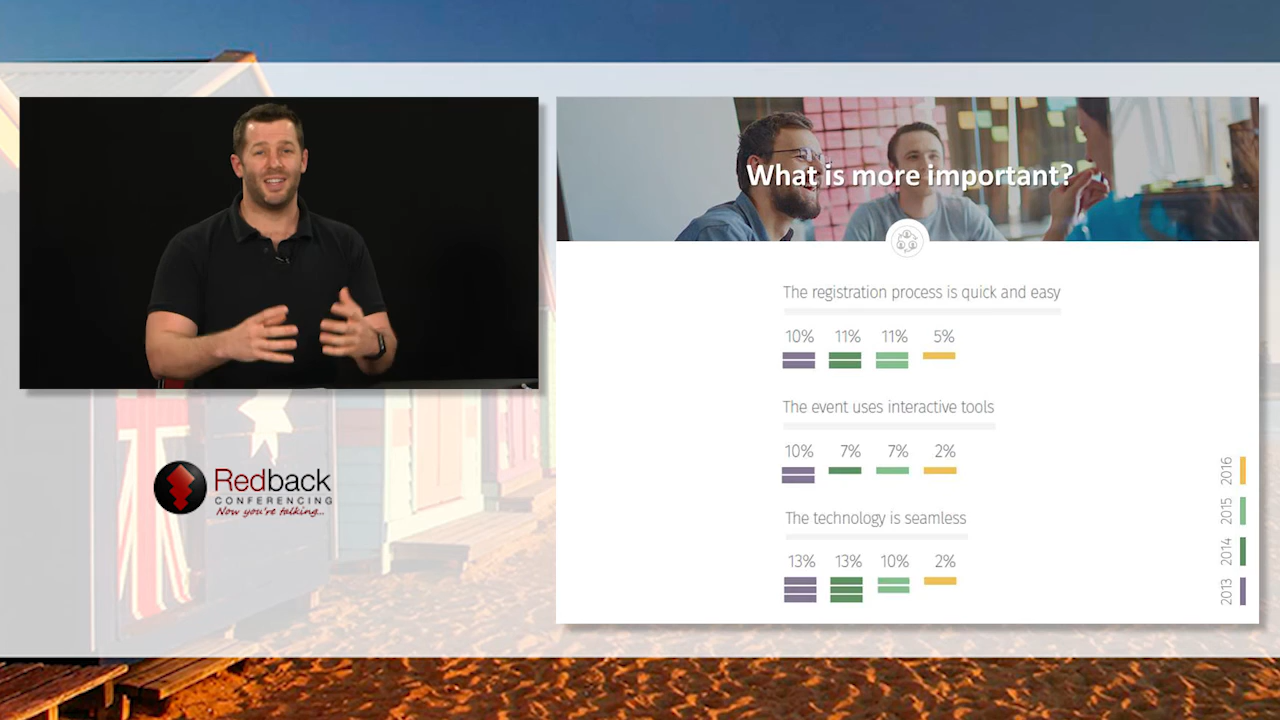 Redback
CONFERENCING
Now you're talking...
What is more important?
The registration process is quick and easy
10% 11% 11% 5%
The event uses interactive tools
10% 7% 7% 2%
The technology is seamless
13% 13% 10% 2%
2016
2015
2014
2013